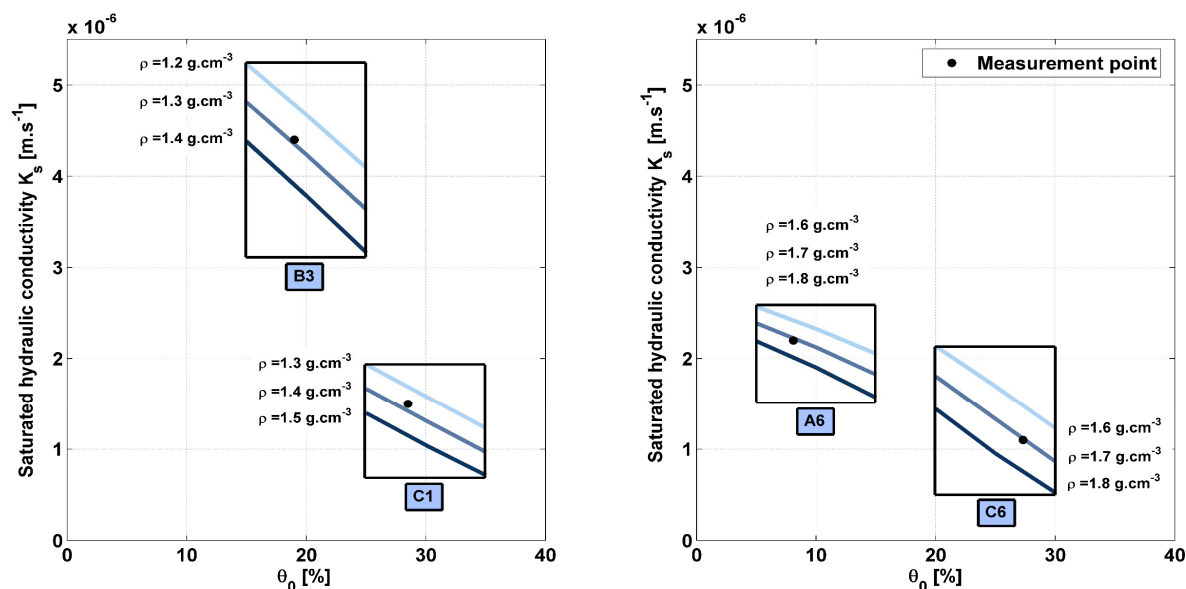 x 10⁻⁶
5
4
3
2
1
0
0 10 20 30 40
Saturated hydraulic conductivity Kₛ [m.s⁻¹]
θ₀ [%]
ρ =1.2 g.cm⁻³
ρ =1.3 g.cm⁻³
ρ =1.4 g.cm⁻³
B3
ρ =1.3 g.cm⁻³
ρ =1.4 g.cm⁻³
ρ =1.5 g.cm⁻³
C1
x 10⁻⁶
5
4
3
2
1
0
0 10 20 30 40
Saturated hydraulic conductivity Kₛ [m.s⁻¹]
θ₀ [%]
Measurement point
ρ =1.6 g.cm⁻³
ρ =1.7 g.cm⁻³
ρ =1.8 g.cm⁻³
A6
ρ =1.6 g.cm⁻³
ρ =1.7 g.cm⁻³
ρ =1.8 g.cm⁻³
C6